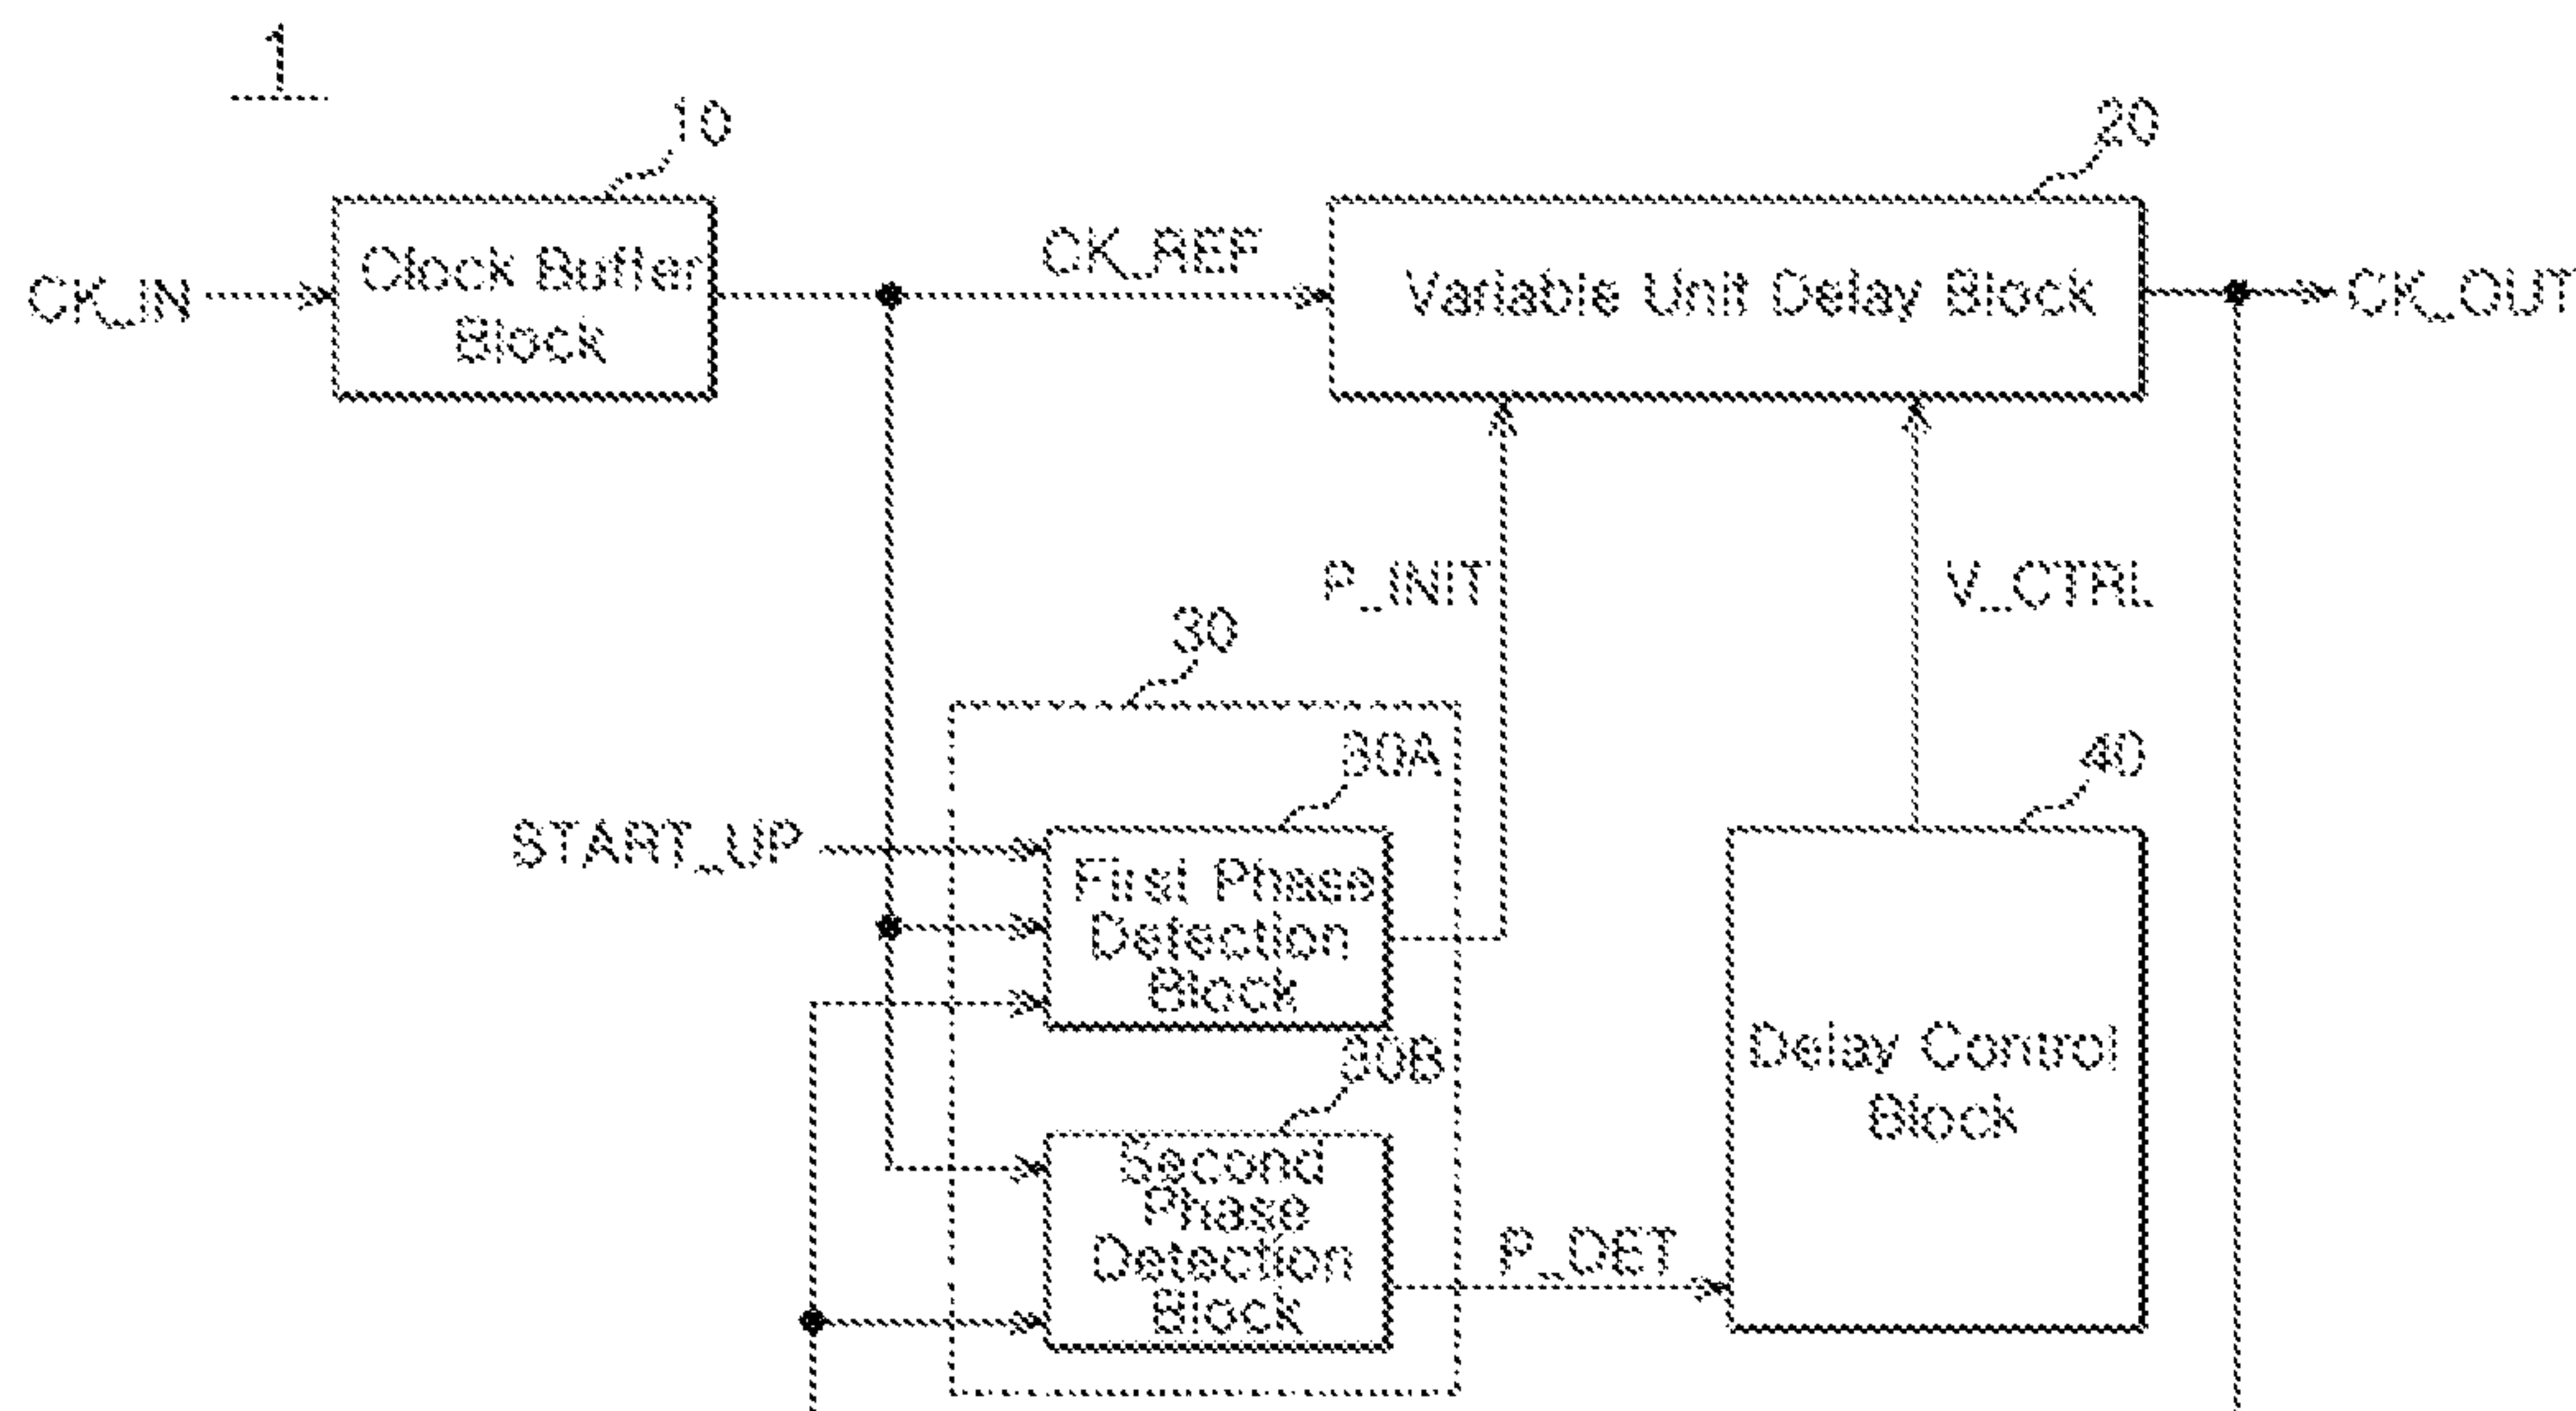 1
10
20
CK_IN
Clock Buffer
Block
CK_REF
Variable Unit Delay Block
CK_OUT
P_INIT
V_CTRL
30
30A
40
START_UP
First Phase
Detection
Block
Delay Control
Block
30B
Second
Phase
Detection
Block
P_DET